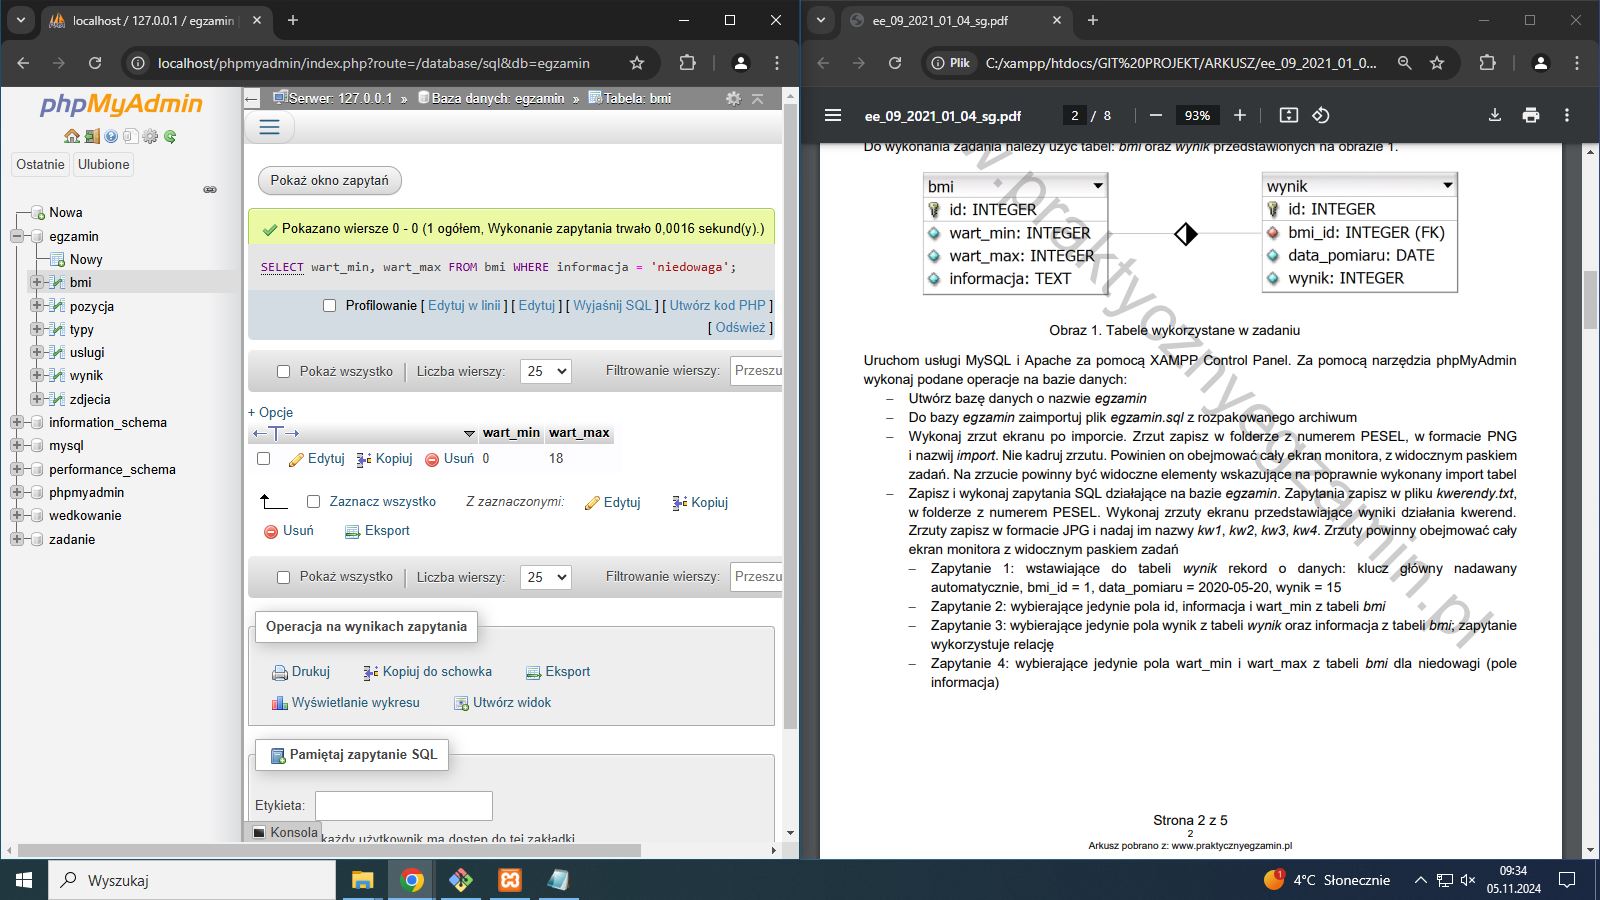 localhost / 127.0.0.1 / egzamin
localhost/phpmyadmin/index.php?route=/database/sql&db=egzamin
phpMyAdmin
Ostatnie
Ulubione
Nowa
egzamin
Nowy
bmi
pozycja
typy
uslugi
wynik
zdjecia
information_schema
mysql
performance_schema
phpmyadmin
wedkowanie
zadanie
Serwer: 127.0.0.1 » Baza danych: egzamin » Tabela: bmi
Pokaż okno zapytań
Pokazano wiersze 0 - 0 (1 ogółem, Wykonanie zapytania trwało 0,0016 sekund(y).)
SELECT wart_min, wart_max FROM bmi WHERE informacja = 'niedowaga';
Profilowanie [ Edytuj w linii ] [ Edytuj ] [ Wyjaśnij SQL ] [ Utwórz kod PHP ]
[ Odśwież ]
Pokaż wszystko | Liczba wierszy: 25 Filtrowanie wierszy: Przeszu
+ Opcje
←T→ wart_min wart_max
Edytuj Kopiuj Usuń 0 18
Zaznacz wszystko Z zaznaczonymi: Edytuj Kopiuj
Usuń Eksport
Pokaż wszystko | Liczba wierszy: 25 Filtrowanie wierszy: Przeszu
Operacja na wynikach zapytania
Drukuj Kopiuj do schowka Eksport
Wyświetlanie wykresu Utwórz widok
Pamiętaj zapytanie SQL
Etykieta:
Konsola
każdy użytkownik ma dostęp do tej zakładki
ee_09_2021_01_04_sg.pdf
Plik C:/xampp/htdocs/GIT%20PROJEKT/ARKUSZ/ee_09_2021_01_0...
ee_09_2021_01_04_sg.pdf 2 / 8 93%
Do wykonania zadania należy użyć tabel: bmi oraz wynik przedstawionych na obrazie 1.
bmi
id: INTEGER
wart_min: INTEGER
wart_max: INTEGER
informacja: TEXT
wynik
id: INTEGER
bmi_id: INTEGER (FK)
data_pomiaru: DATE
wynik: INTEGER
Obraz 1. Tabele wykorzystane w zadaniu
Uruchom usługi MySQL i Apache za pomocą XAMPP Control Panel. Za pomocą narzędzia phpMyAdmin
wykonaj podane operacje na bazie danych:
– Utwórz bazę danych o nazwie egzamin
– Do bazy egzamin zaimportuj plik egzamin.sql z rozpakowanego archiwum
– Wykonaj zrzut ekranu po imporcie. Zrzut zapisz w folderze z numerem PESEL, w formacie PNG
i nazwij import. Nie kadruj zrzutu. Powinien on obejmować cały ekran monitora, z widocznym paskiem
zadań. Na zrzucie powinny być widoczne elementy wskazujące na poprawnie wykonany import tabel
– Zapisz i wykonaj zapytania SQL działające na bazie egzamin. Zapytania zapisz w pliku kwerendy.txt,
w folderze z numerem PESEL. Wykonaj zrzuty ekranu przedstawiające wyniki działania kwerend.
Zrzuty zapisz w formacie JPG i nadaj im nazwy kw1, kw2, kw3, kw4. Zrzuty powinny obejmować cały
ekran monitora z widocznym paskiem zadań
– Zapytanie 1: wstawiające do tabeli wynik rekord o danych: klucz główny nadawany
automatycznie, bmi_id = 1, data_pomiaru = 2020-05-20, wynik = 15
– Zapytanie 2: wybierające jedynie pola id, informacja i wart_min z tabeli bmi
– Zapytanie 3: wybierające jedynie pola wynik z tabeli wynik oraz informacja z tabeli bmi; zapytanie
wykorzystuje relację
– Zapytanie 4: wybierające jedynie pola wart_min i wart_max z tabeli bmi dla niedowagi (pole
informacja)
w.praktycznyegzamin.pl
Strona 2 z 5
2
Arkusz pobrano z: www.praktycznyegzamin.pl
Wyszukaj
1
4°C Słonecznie
09:34
05.11.2024